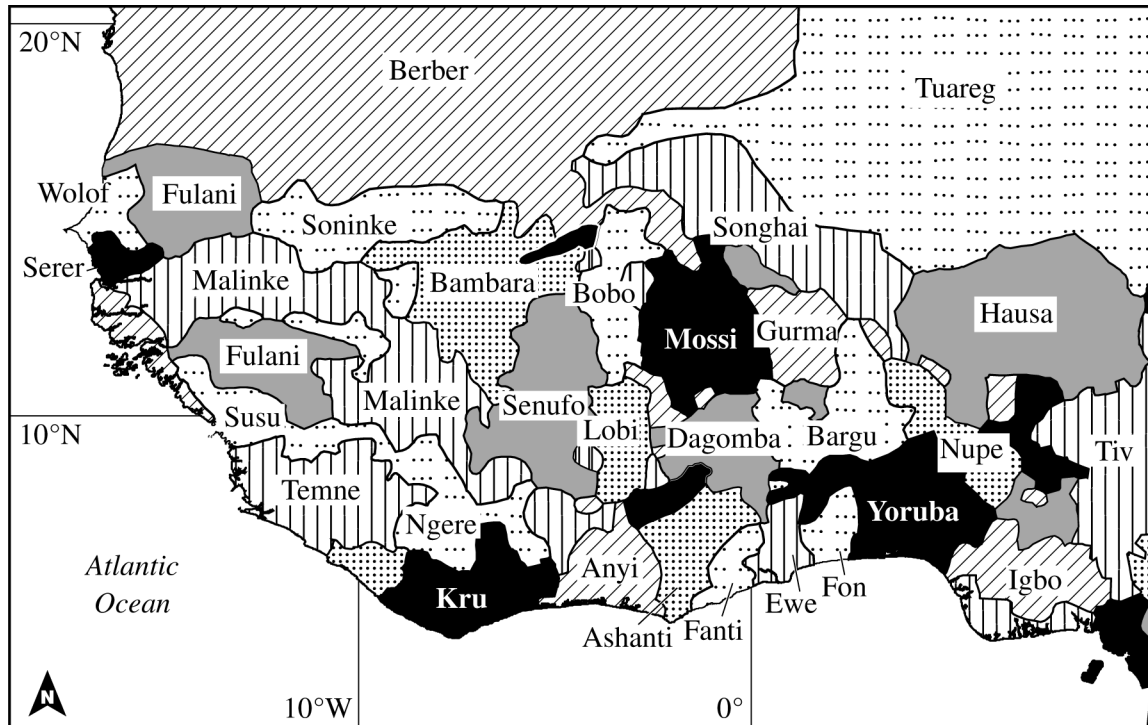 20°N
Berber
Tuareg
Wolof
Fulani
Soninke
Songhai
Serer
Malinke
Bambara
Bobo
Hausa
Mossi
Gurma
Fulani
Malinke
Senufo
Susu
10°N
Lobi
Dagomba
Bargu
Nupe
Tiv
Temne
Ngere
Yoruba
Atlantic
Ocean
Anyi
Igbo
Kru
Fon
Ewe
Ashanti
Fanti
N
10°W
0°